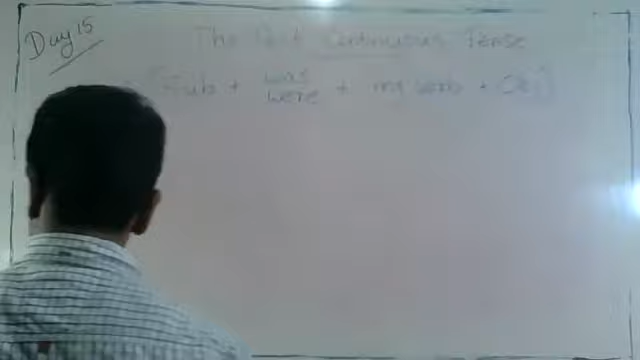 Day 15
The Past Continuous Tense
[Sub + was
were + ing verb + Obj]